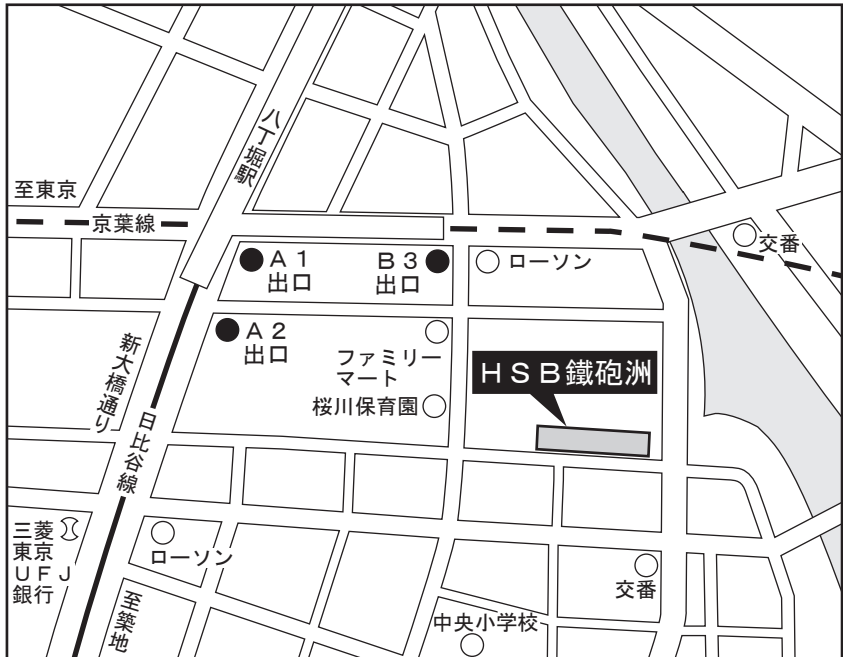 八丁堀駅
至東京
京葉線
交番
A1
出口
B3
出口
ローソン
A2
出口
ファミリー
マート
HSB鐵砲洲
新大橋通り
桜川保育園
日比谷線
三菱
東京
UFJ
銀行
ローソン
交番
至築地
中央小学校